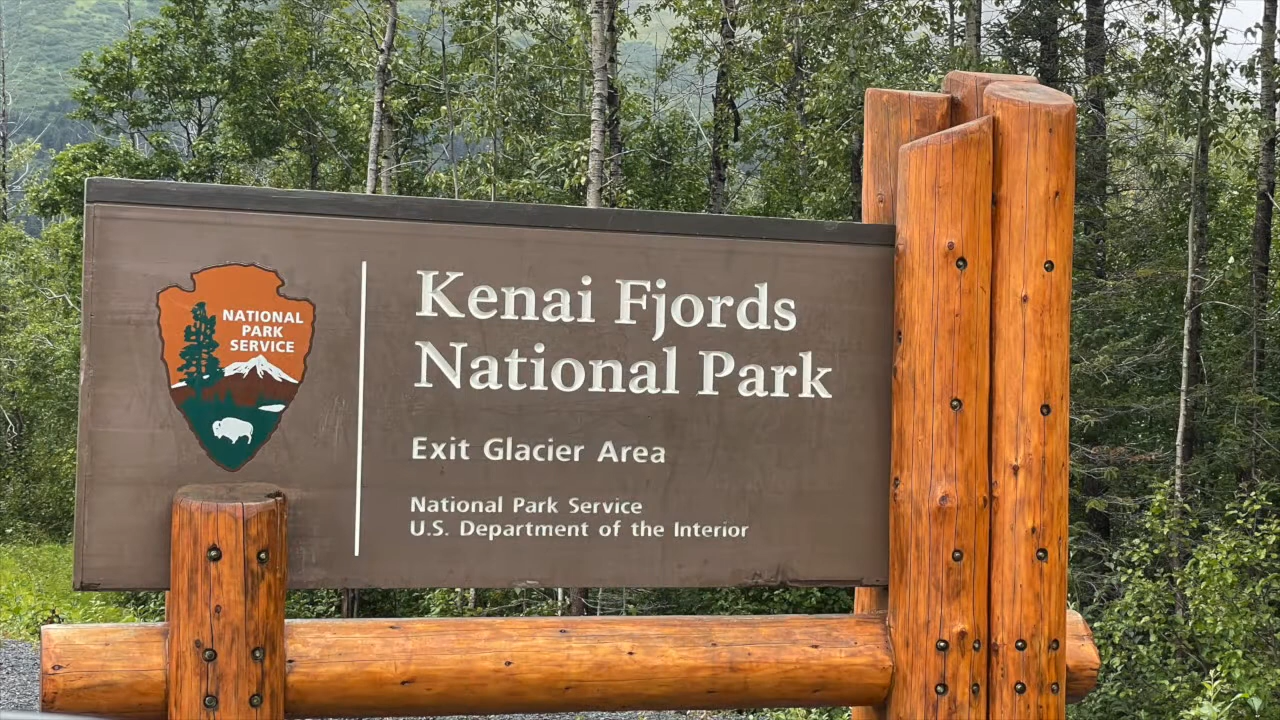 NATIONAL
PARK
SERVICE
Kenai Fjords
National Park
Exit Glacier Area
National Park Service
U.S. Department of the Interior